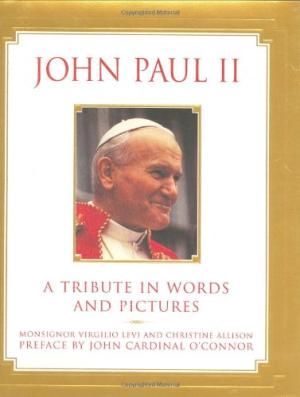 JOHN PAUL II
A TRIBUTE IN WORDS
AND PICTURES
MONSIGNOR VIRGILIO LEVI AND CHRISTINE ALLISON
PREFACE BY JOHN CARDINAL O'CONNOR